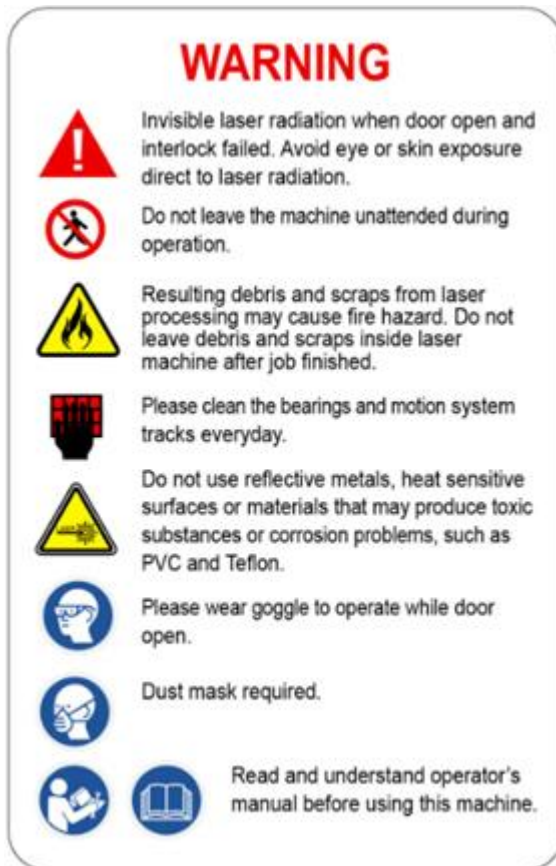 WARNING
Invisible laser radiation when door open and
interlock failed. Avoid eye or skin exposure
direct to laser radiation.
Do not leave the machine unattended during
operation.
Resulting debris and scraps from laser
processing may cause fire hazard. Do not
leave debris and scraps inside laser
machine after job finished.
Please clean the bearings and motion system
tracks everyday.
Do not use reflective metals, heat sensitive
surfaces or materials that may produce toxic
substances or corrosion problems, such as
PVC and Teflon.
Please wear goggle to operate while door
open.
Dust mask required.
Read and understand operator's
manual before using this machine.